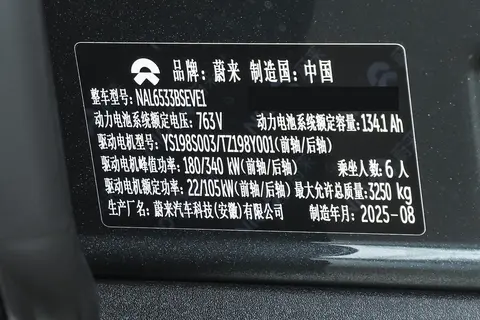 品牌：蔚来 制造国：中国
整车型号：NAL6533BSEVE1
动力电池系统额定电压：763V 动力电池系统额定容量：134.1 Ah
驱动电机型号：YS198S003/TZ198Y001(前轴/后轴)
驱动电机峰值功率：180/340 kW(前轴/后轴) 乘坐人数：6 人
驱动电机额定功率：22/105kW(前轴/后轴) 最大允许总质量：3250 kg
生产厂名：蔚来汽车科技(安徽)有限公司 制造年月：2025-08